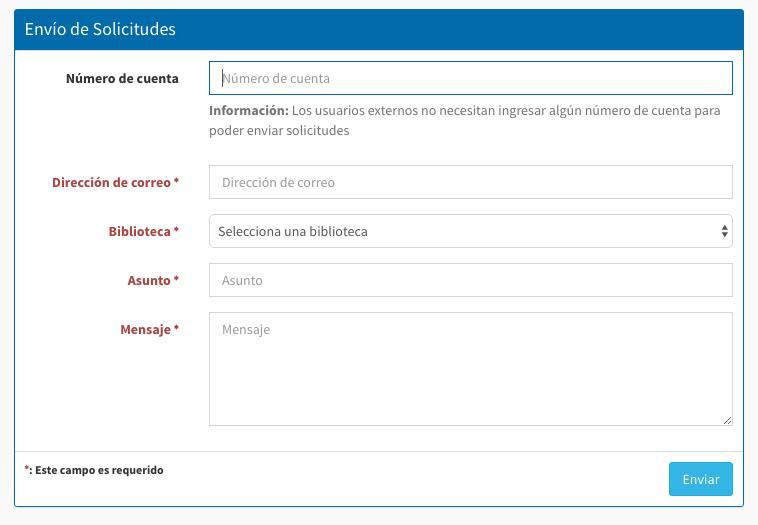 Envío de Solicitudes
Número de cuenta
Número de cuenta
Información: Los usuarios externos no necesitan ingresar algún número de cuenta para
poder enviar solicitudes
Dirección de correo *
Dirección de correo
Biblioteca *
Selecciona una biblioteca
Asunto *
Asunto
Mensaje *
Mensaje
*: Este campo es requerido
Enviar